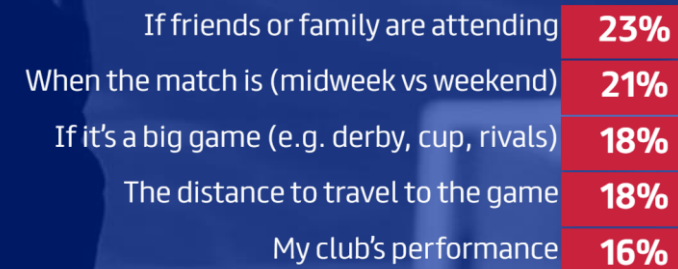 If friends or family are attending 23%
When the match is (midweek vs weekend) 21%
If it's a big game (e.g. derby, cup, rivals) 18%
The distance to travel to the game 18%
My club's performance 16%